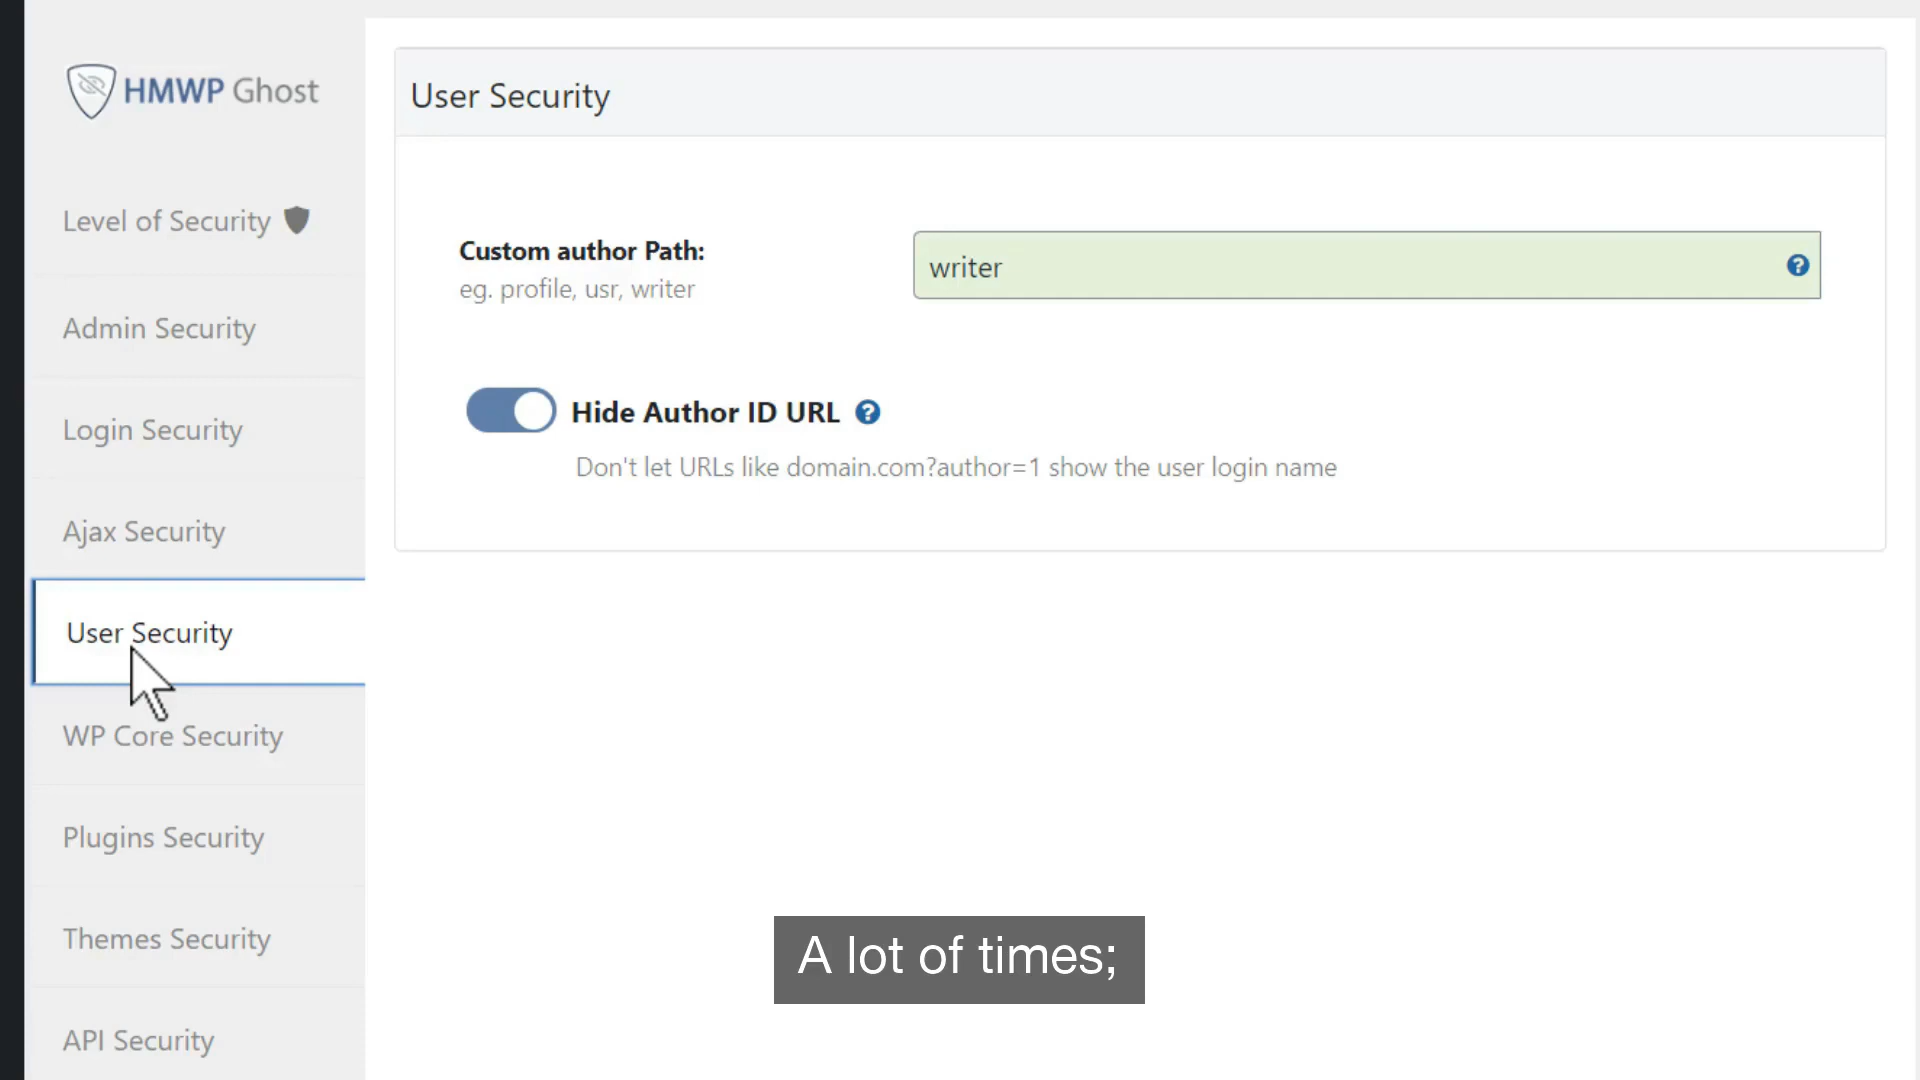 HMWP Ghost
Level of Security
Admin Security
Login Security
Ajax Security
User Security
WP Core Security
Plugins Security
Themes Security
API Security
User Security
Custom author Path:
eg. profile, usr, writer
writer
?
Hide Author ID URL ?
Don't let URLs like domain.com?author=1 show the user login name
A lot of times;